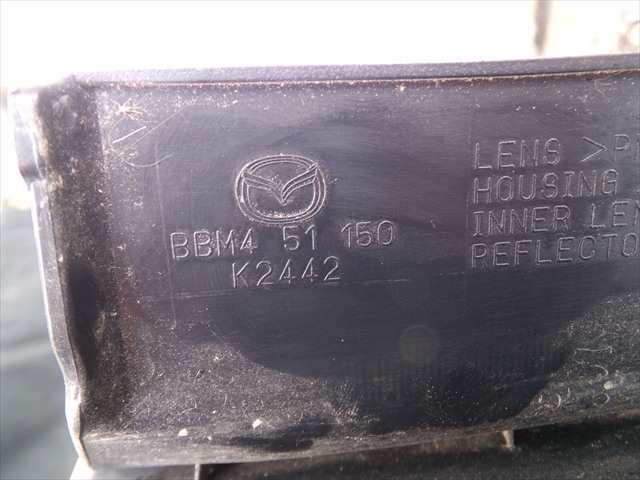 BBM4 51 150
K2442
LENS
HOUSING
INNER
REFLECTO